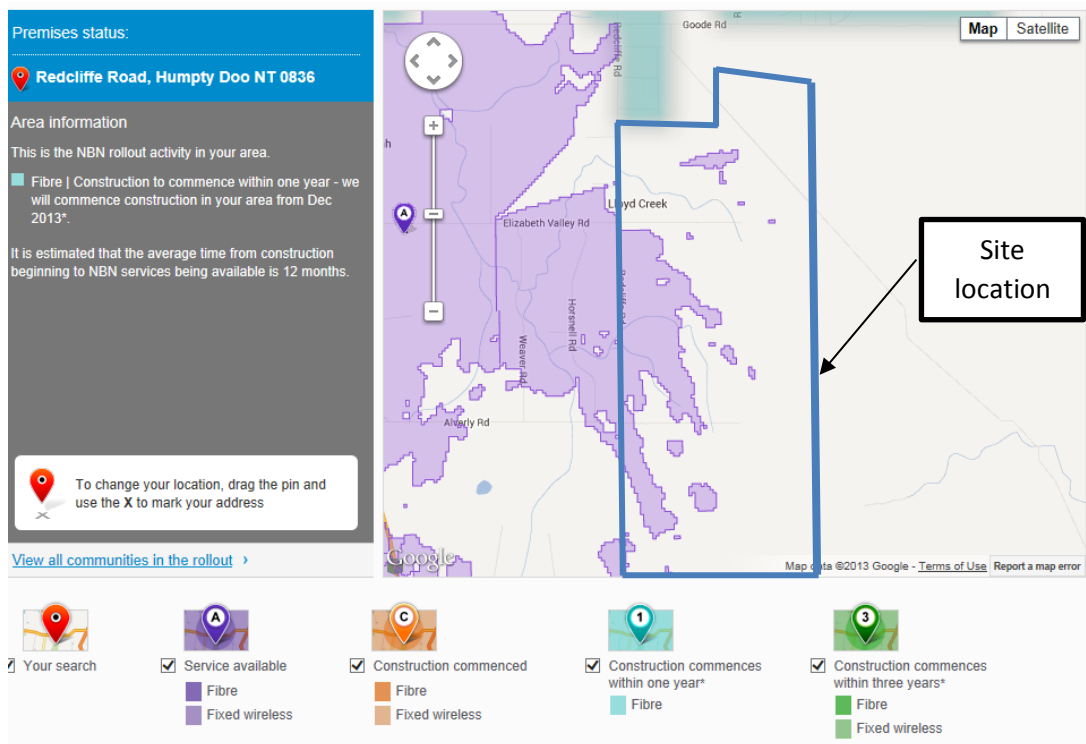 Premises status:
Redcliffe Road, Humpty Doo NT 0836
Area information
This is the NBN rollout activity in your area.
Fibre | Construction to commence within one year - we
will commence construction in your area from Dec
2013*.
It is estimated that the average time from construction
beginning to NBN services being available is 12 months.
To change your location, drag the pin and
use the X to mark your address
View all communities in the rollout ›
Goode Rd
Redcliffe Rd
Map
Satellite
h
A
Lloyd Creek
Elizabeth Valley Rd
Redcliffe Rd
Horsnell Rd
Weaver Rd
Alverly Rd
Site
location
Google
Map data ©2013 Google - Terms of Use
Report a map error
A
C
1
3
Your search
Service available
Fibre
Fixed wireless
Construction commenced
Fibre
Fixed wireless
Construction commences
within one year*
Fibre
Construction commences
within three years*
Fibre
Fixed wireless